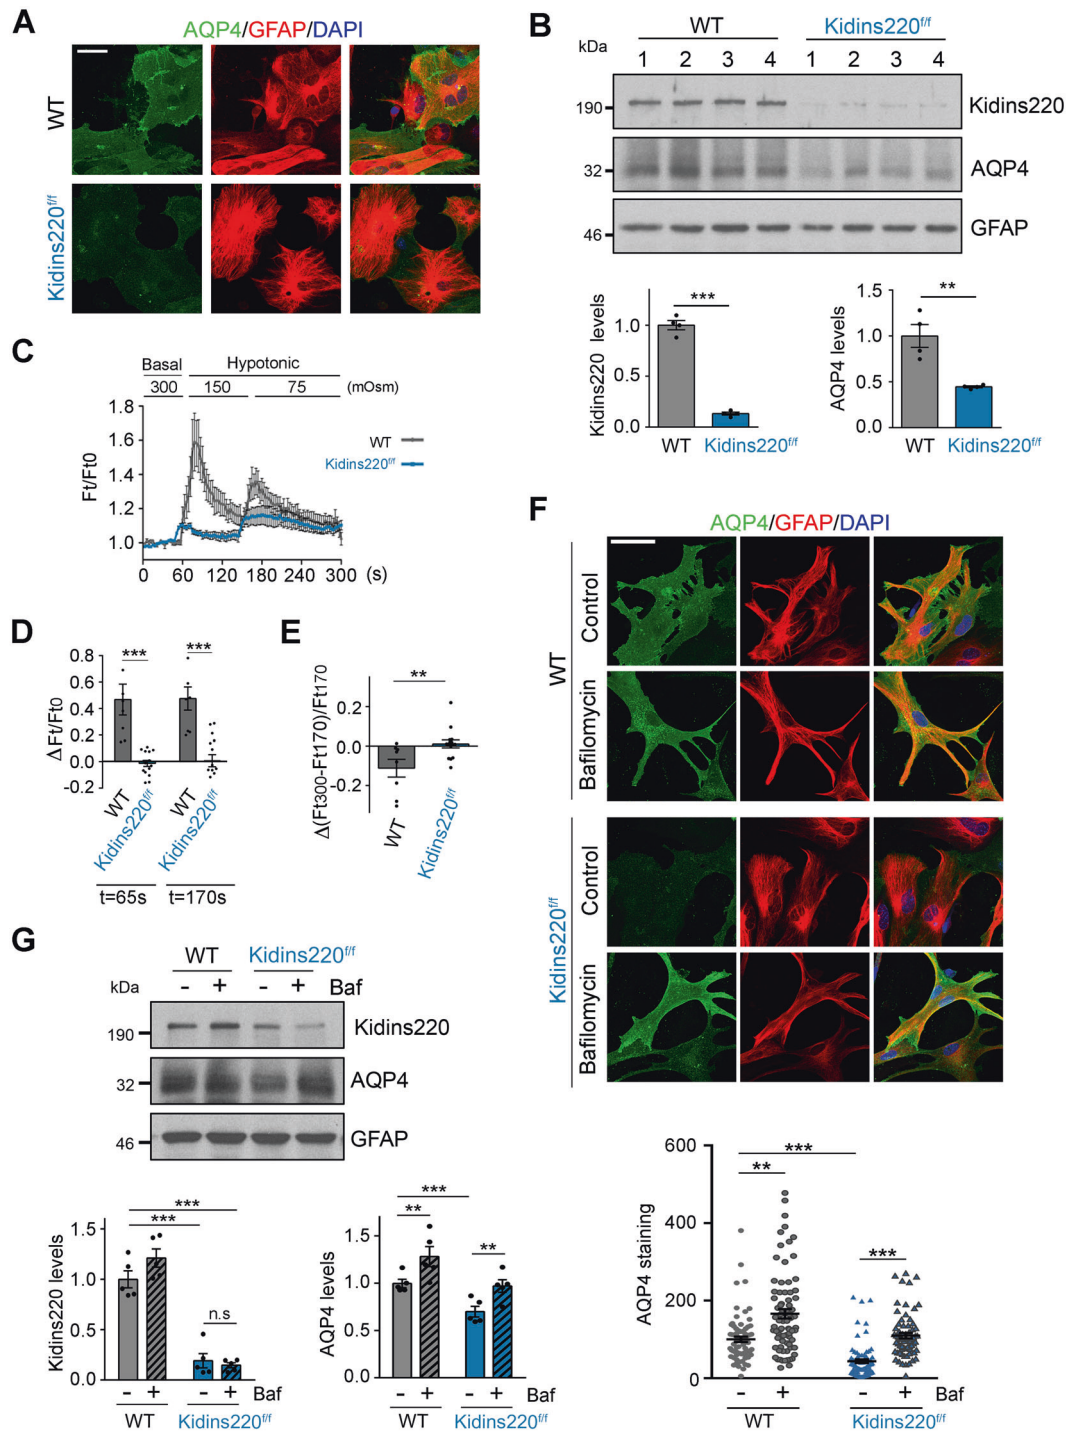 A
AQP4/GFAP/DAPI
WT
Kidins220f/f
B
WT Kidins220f/f
kDa
1 2 3 4 1 2 3 4
190 Kidins220
32 AQP4
46 GFAP
Kidins220 levels
1.0
0.5
0.0
***
WT Kidins220f/f
AQP4 levels
1.5
1.0
0.5
0.0
**
WT Kidins220f/f
C
Basal Hypotonic
300 150 75 (mOsm)
Ft/Ft0
1.8
1.6
1.4
1.2
1.0
WT
Kidins220f/f
0 60 120 180 240 300 (s)
D
Δ Ft/Ft0
0.8
0.6
0.4
0.2
0.0
-0.2
*** ***
WT Kidins220f/f WT Kidins220f/f
t=65s t=170s
E
Δ(Ft300-Ft170)/Ft170
0.2
0.0
-0.2
**
WT Kidins220f/f
F
AQP4/GFAP/DAPI
WT
Control
Bafilomycin
Kidins220f/f
Control
Bafilomycin
AQP4 staining
600
400
200
0
***
** ***
- + - + Baf
WT Kidins220f/f
G
WT Kidins220f/f
kDa - + - + Baf
190 Kidins220
32 AQP4
46 GFAP
Kidins220 levels
1.5
1.0
0.5
0.0
***
***
n.s
- + - + Baf
WT Kidins220f/f
AQP4 levels
1.5
1.0
0.5
0.0
***
**
**
- + - + Baf
WT Kidins220f/f